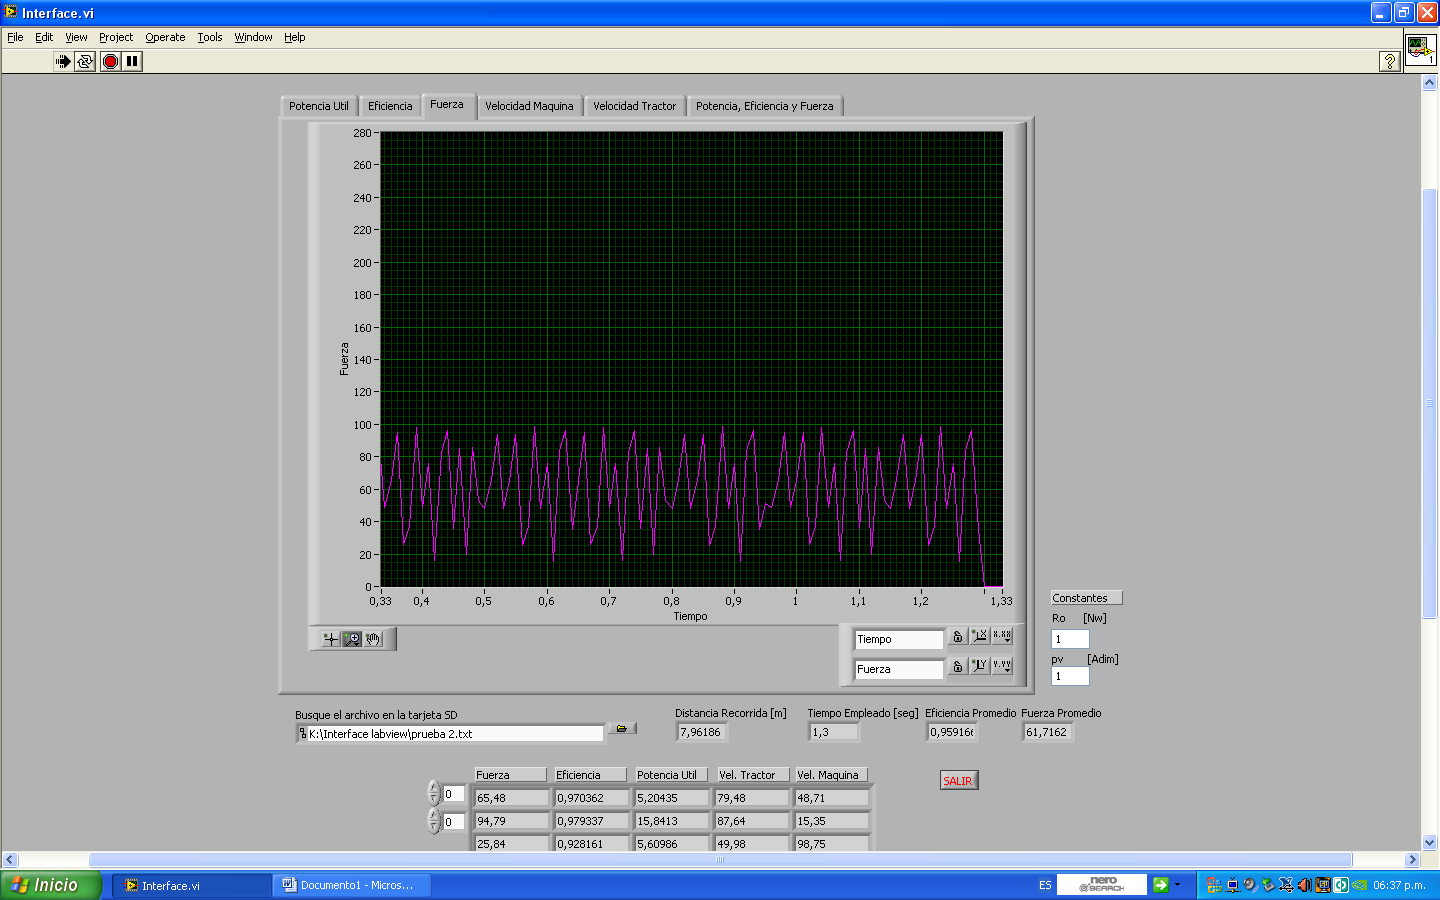 Interface.vi
File Edit View Project Operate Tools Window Help
?
1
Potencia Util Eficiencia Fuerza Velocidad Maquina Velocidad Tractor Potencia, Eficiencia y Fuerza
280
260
240
220
200
180
160
140
120
100
80
60
40
20
0
Fuerza
0,33 0,4 0,5 0,6 0,7 0,8 0,9 1 1,1 1,2 1,33
Tiempo
Tiempo
Fuerza
Constantes
Ro [Nw]
1
pv [Adim]
1
Busque el archivo en la tarjeta SD
K:\Interface labview\prueba 2.txt
Distancia Recorrida [m] Tiempo Empleado [seg] Eficiencia Promedio Fuerza Promedio
7,96186 1,3 0,95916 61,7162
Fuerza Eficiencia Potencia Util Vel. Tractor Vel. Maquina
0 65,48 0,970362 5,20435 79,48 48,71
0 94,79 0,979337 15,8413 87,64 15,35
25,84 0,928161 5,60986 49,98 98,75
SALIR
Inicio Interface.vi Documento1 - Micros... ES nero SEARCH 06:37 p.m.